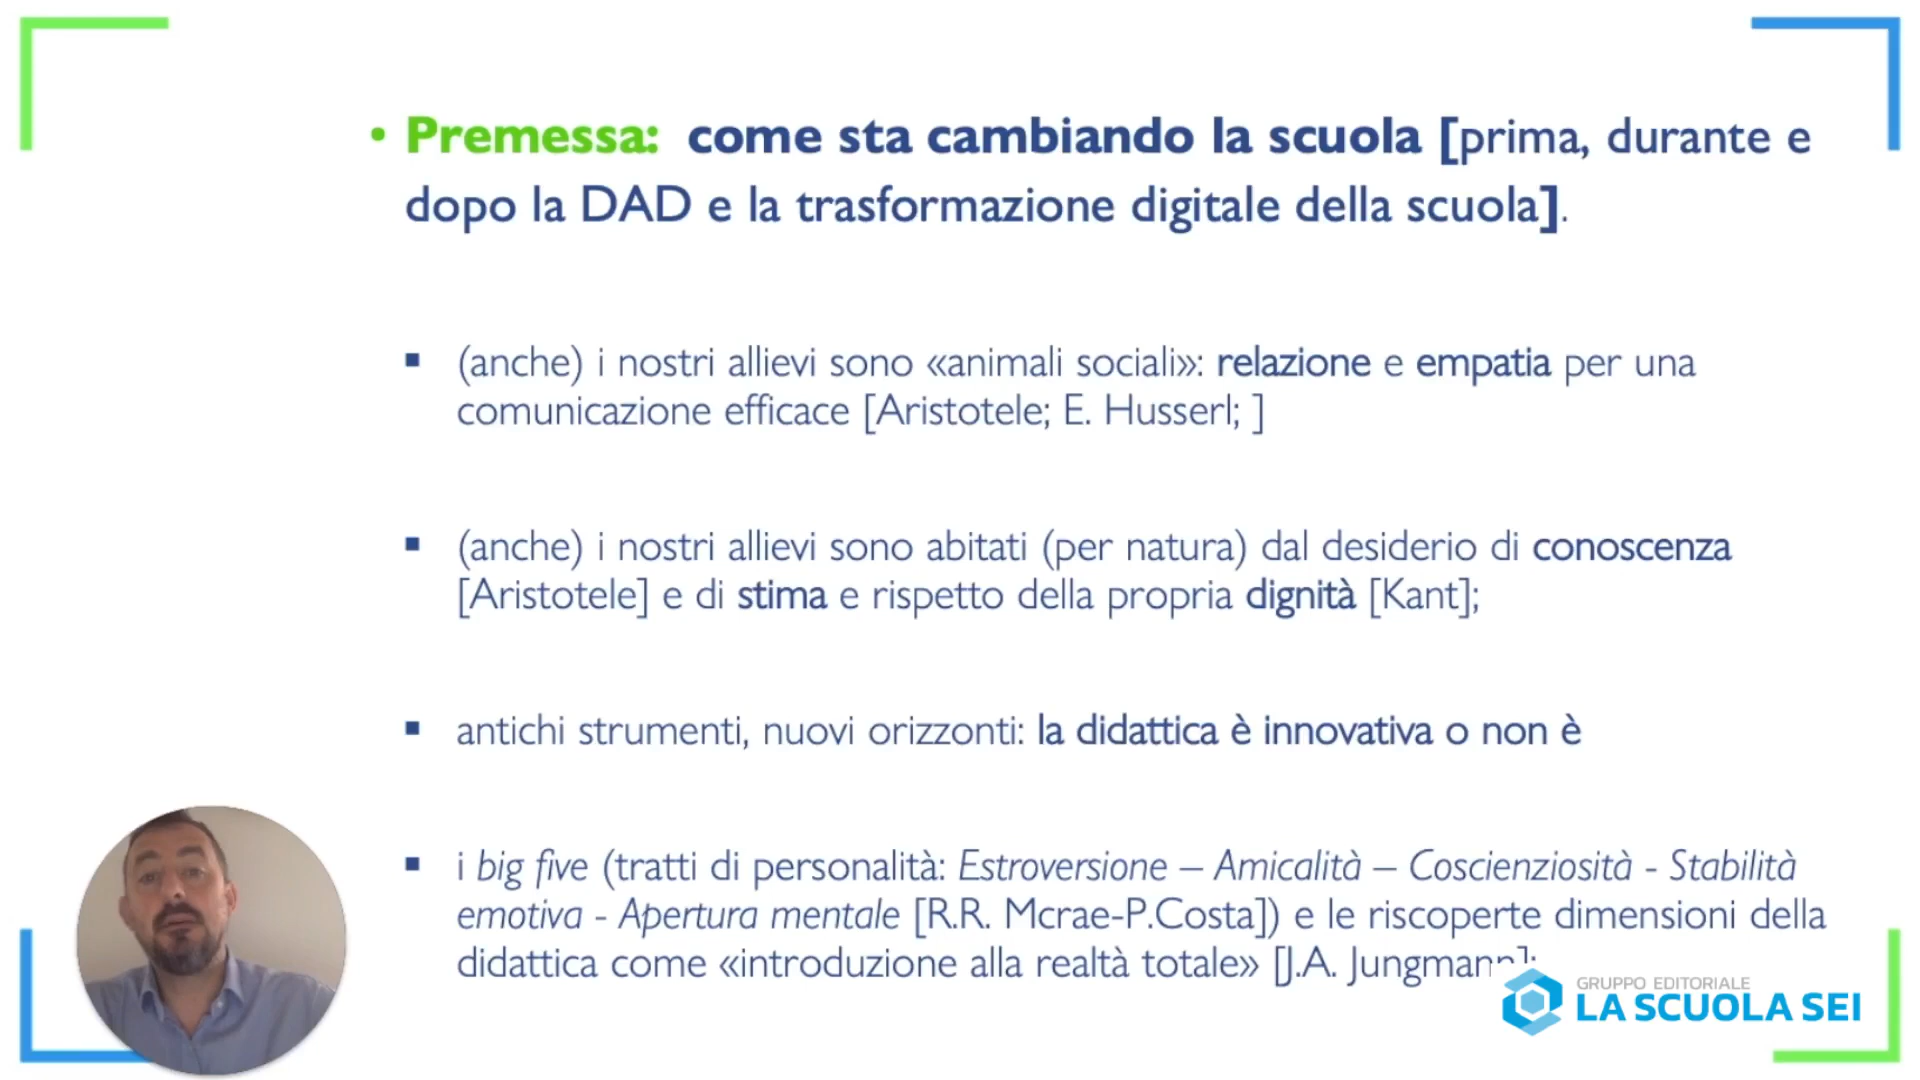 • Premessa: come sta cambiando la scuola [prima, durante e
dopo la DAD e la trasformazione digitale della scuola].
▪ (anche) i nostri allievi sono «animali sociali»: relazione e empatia per una
comunicazione efficace [Aristotele; E. Husserl; ]
▪ (anche) i nostri allievi sono abitati (per natura) dal desiderio di conoscenza
[Aristotele] e di stima e rispetto della propria dignità [Kant];
▪ antichi strumenti, nuovi orizzonti: la didattica è innovativa o non è
▪ i big five (tratti di personalità: Estroversione – Amicalità – Coscienziosità - Stabilità
emotiva - Apertura mentale [R.R. Mcrae-P.Costa]) e le riscoperte dimensioni della
didattica come «introduzione alla realtà totale» [J.A. Jungmann];
GRUPPO EDITORIALE
LA SCUOLA SEI